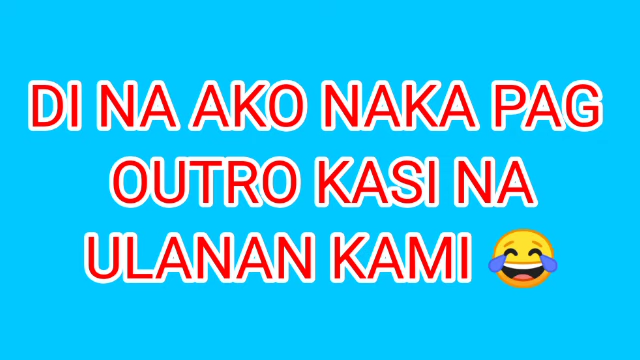 DI NA AKO NAKA PAG
OUTRO KASI NA
ULANAN KAMI 😂